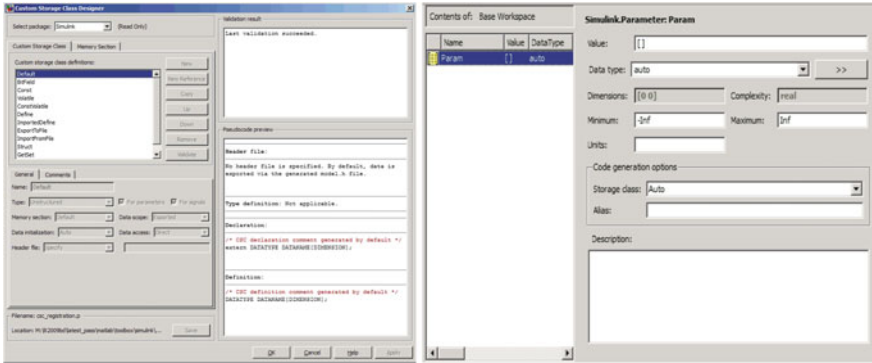 Custom Storage Class Designer
Select package: Simulink (Read Only)
Custom Storage Class Memory Section
Custom storage class definitions:
Default
BitField
Const
Volatile
ConstVolatile
Define
ImportedDefine
ExportToFile
ImportFromFile
Struct
GetSet
New
New Reference
Copy
Up
Down
Remove
Validate
General Comments
Name: Default
Type: Unstructured For parameters For signals
Memory section: Default Data scope: Exported
Data initialization: Auto Data access: Direct
Header file: Specify
Filename: csc_registration.p
Save
Validation result
Last validation succeeded.
Pseudocode preview
Header file:
No header file is specified. By default, data is
exported via the generated model.h file.
Type definition: Not applicable.
Declaration:
/* CSC declaration comment generated by default */
extern DATATYPE DATANAME[DIMENSION];
Definition:
/* CSC definition comment generated by default */
DATATYPE DATANAME[DIMENSION];
OK Cancel Help Apply
Contents of: Base Workspace
Name Value DataType
Param [] auto
Simulink.Parameter: Param
Value: []
Data type: auto >>
Dimensions: [0 0] Complexity: real
Minimum: -Inf Maximum: Inf
Units:
Code generation options
Storage class: Auto
Alias:
Description: